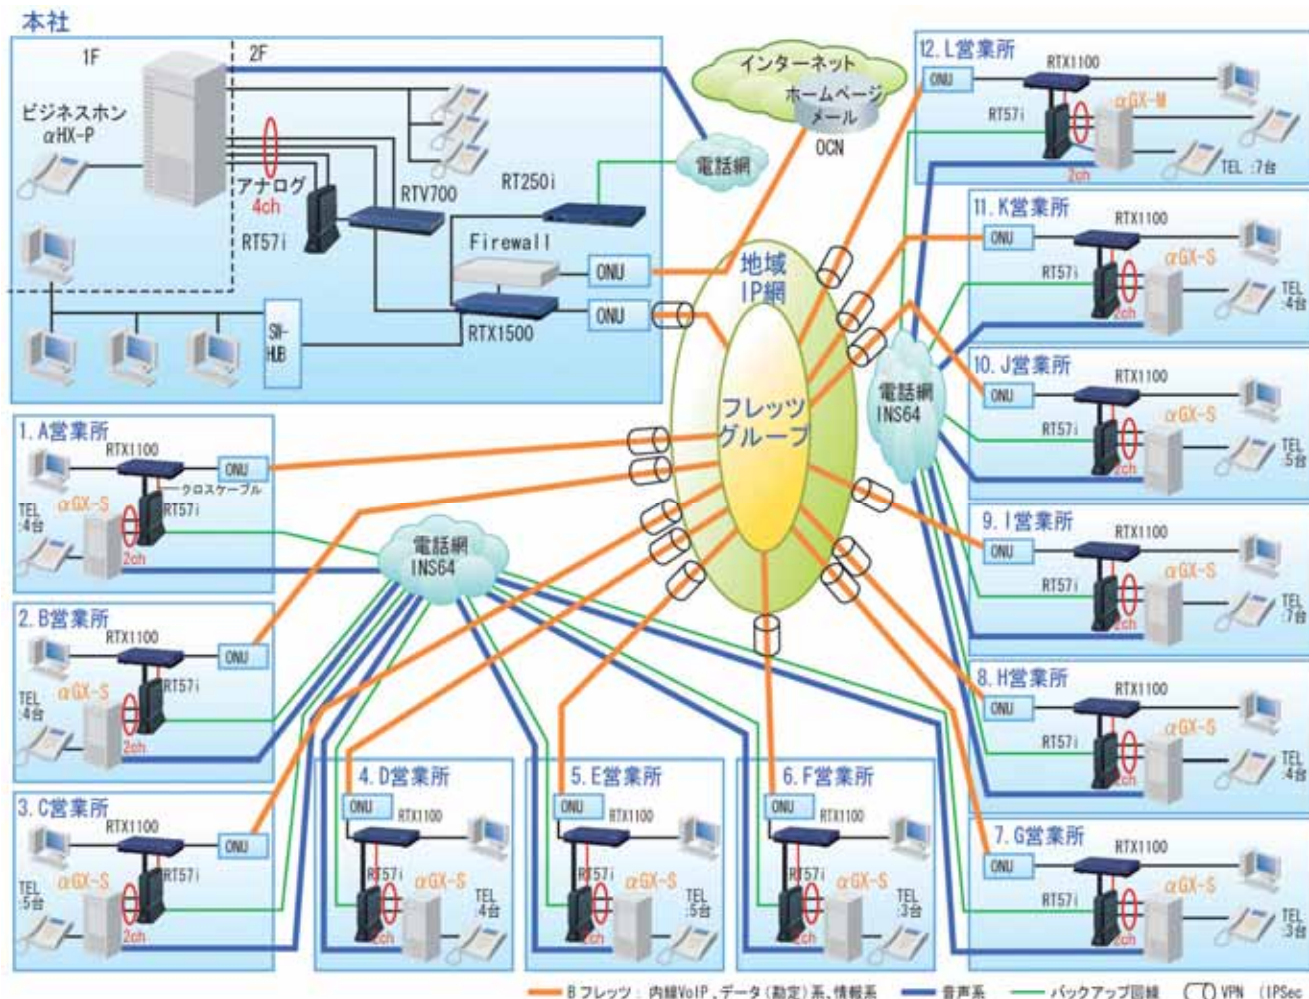 本社
1F
2F
ビジネスホン
αHX-P
アナログ
4ch
RT57i
RTV700
RT250i
Firewall
ONU
RTX1500
ONU
SW-
HUB
電話網
インターネット
ホームページ
メール
OCN
地域
IP網
フレッツ
グループ
電話網
INS64
電話網
INS64
12. L営業所
ONU
RTX1100
RT57i
αGX-M
2ch
TEL :7台
11. K営業所
ONU
RTX1100
RT57i
αGX-S
2ch
TEL
:4台
10. J営業所
ONU
RTX1100
RT57i
αGX-S
2ch
TEL
:5台
9. I営業所
ONU
RTX1100
RT57i
αGX-S
2ch
TEL
:7台
8. H営業所
ONU
RTX1100
RT57i
αGX-S
2ch
TEL
:4台
7. G営業所
ONU
RTX1100
RT57i
αGX-S
2ch
TEL
:3台
1. A営業所
RTX1100
ONU
クロスケーブル
RT57i
αGX-S
TEL
:4台
2ch
2. B営業所
RTX1100
ONU
RT57i
αGX-S
TEL
:4台
2ch
3. C営業所
RTX1100
ONU
RT57i
αGX-S
TEL
:5台
2ch
4. D営業所
ONU
RTX1100
RT57i
αGX-S
TEL
:4台
2ch
5. E営業所
ONU
RTX1100
RT57i
αGX-S
TEL
:5台
2ch
6. F営業所
ONU
RTX1100
RT57i
αGX-S
TEL
:3台
2ch
Bフレッツ : 内線VoIP、データ(勘定)系、情報系
音声系
バックアップ回線
VPN (IPSec